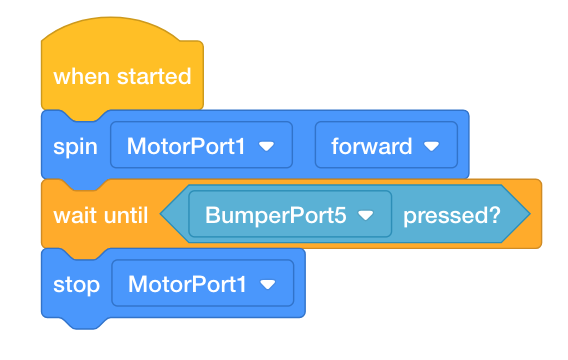 when started
spin MotorPort1 forward
wait until BumperPort5 pressed?
stop MotorPort1